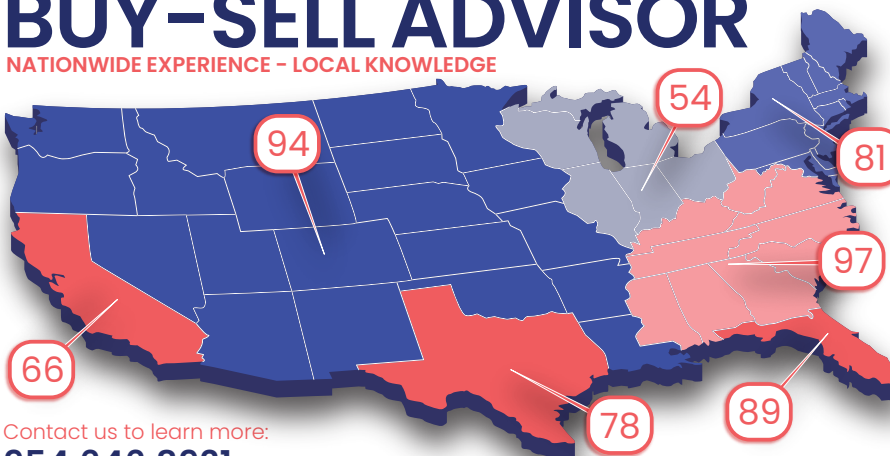 BUY–SELL ADVISOR
NATIONWIDE EXPERIENCE – LOCAL KNOWLEDGE
54
94
81
97
66
89
78
Contact us to learn more: